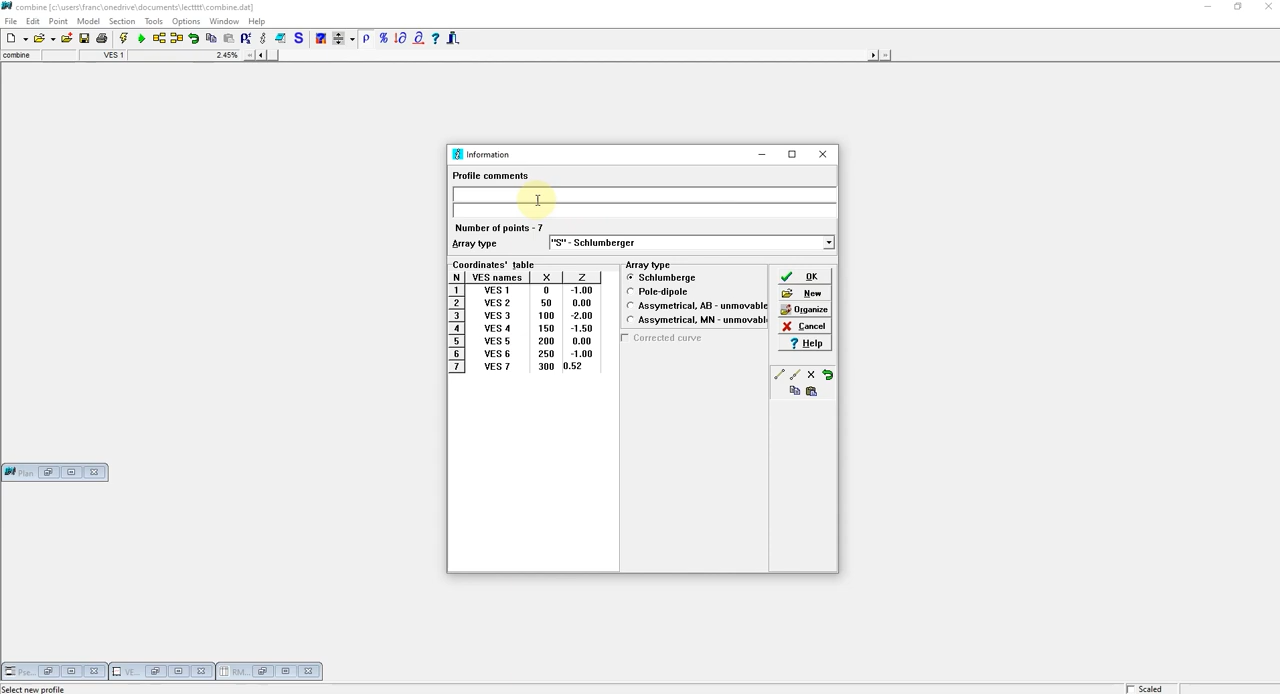 combine [c:\users\franc\onedrive\documents\lectttt\combine.dat]
File Edit Point Model Section Tools Options Window Help
combine VES 1 2.45%
Information
Profile comments
Number of points - 7
Array type "S" - Schlumberger
Coordinates' table
N VES names X Z
1 VES 1 0 -1.00
2 VES 2 50 0.00
3 VES 3 100 -2.00
4 VES 4 150 -1.50
5 VES 5 200 0.00
6 VES 6 250 -1.00
7 VES 7 300 0.52
Array type
Schlumberge
Pole-dipole
Assymetrical, AB - unmovable
Assymetrical, MN - unmovabl
Corrected curve
OK
New
Organize
Cancel
Help
Plan
Pse... VE... RM...
Select new profile
Scaled